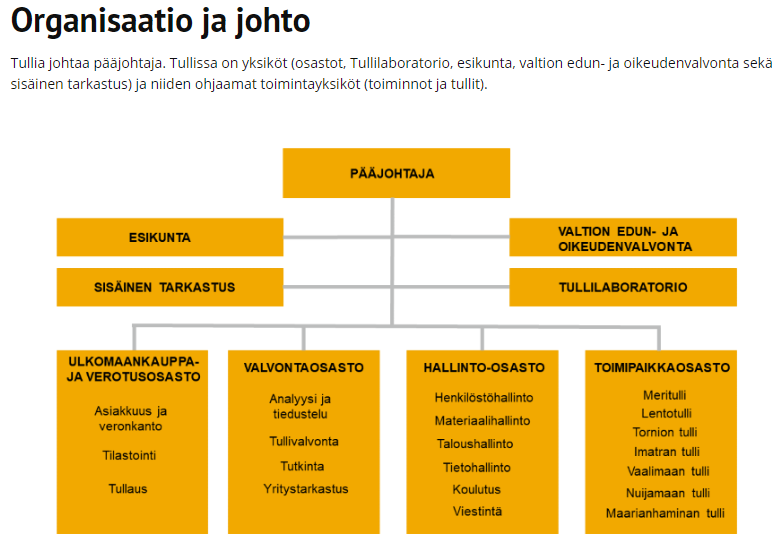 Organisaatio ja johto
Tullia johtaa pääjohtaja. Tullissa on yksiköt (osastot, Tullilaboratorio, esikunta, valtion edun- ja oikeudenvalvonta sekä
sisäinen tarkastus) ja niiden ohjaamat toimintayksiköt (toiminnot ja tullit).
PÄÄJOHTAJA
ESIKUNTA
VALTION EDUN- JA
OIKEUDENVALVONTA
SISÄINEN TARKASTUS
TULLILABORATORIO
ULKOMAANKAUPPA-
JA VEROTUSOSASTO
Asiakkuus ja
veronkanto
Tilastointi
Tullaus
VALVONTAOSASTO
Analyysi ja
tiedustelu
Tullivalvonta
Tutkinta
Yritystarkastus
HALLINTO-OSASTO
Henkilöstöhallinto
Materiaalihallinto
Taloushallinto
Tietohallinto
Koulutus
Viestintä
TOIMIPAIKKAOSASTO
Meritulli
Lentotulli
Tornion tulli
Imatran tulli
Vaalimaan tulli
Nuijamaan tulli
Maarianhaminan tulli